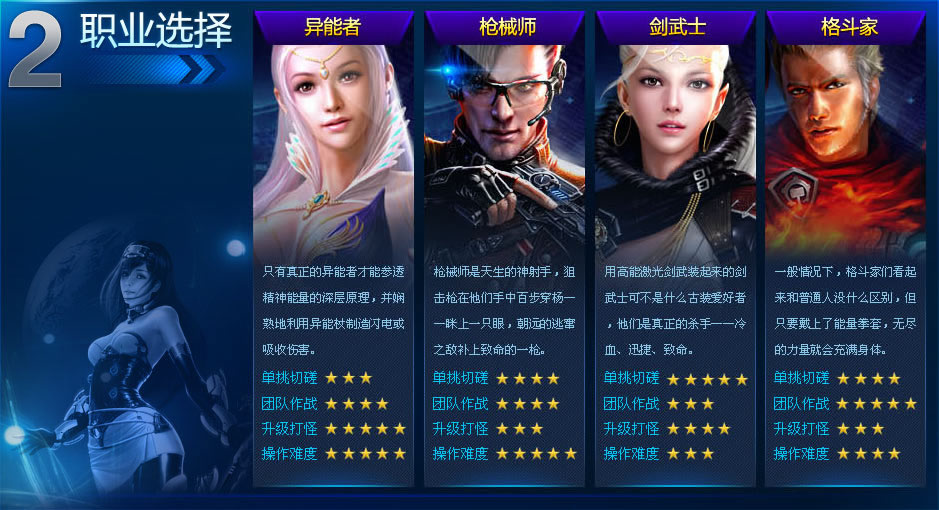 2
职业选择
异能者
只有真正的异能者才能参透
精神能量的深层原理，并娴
熟地利用异能杖制造闪电或
吸收伤害。
单挑切磋 ★★★
团队作战 ★★★★
升级打怪 ★★★★★
操作难度 ★★★★★
枪械师
枪械师是天生的神射手，狙
击枪在他们手中百步穿杨——
一眯上一只眼，朝远的逃窜
之敌补上致命的一枪。
单挑切磋 ★★★★
团队作战 ★★★★
升级打怪 ★★★
操作难度 ★★★★★
剑武士
用高能激光剑武装起来的剑
武士可不是什么古装爱好者
，他们是真正的杀手——冷
血、迅捷、致命。
单挑切磋 ★★★★★
团队作战 ★★★
升级打怪 ★★★★
操作难度 ★★★
格斗家
一般情况下，格斗家们看起
来和普通人没什么区别，但
只要戴上了能量拳套，无尽
的力量就会充满身体。
单挑切磋 ★★★★
团队作战 ★★★★★
升级打怪 ★★★
操作难度 ★★★★